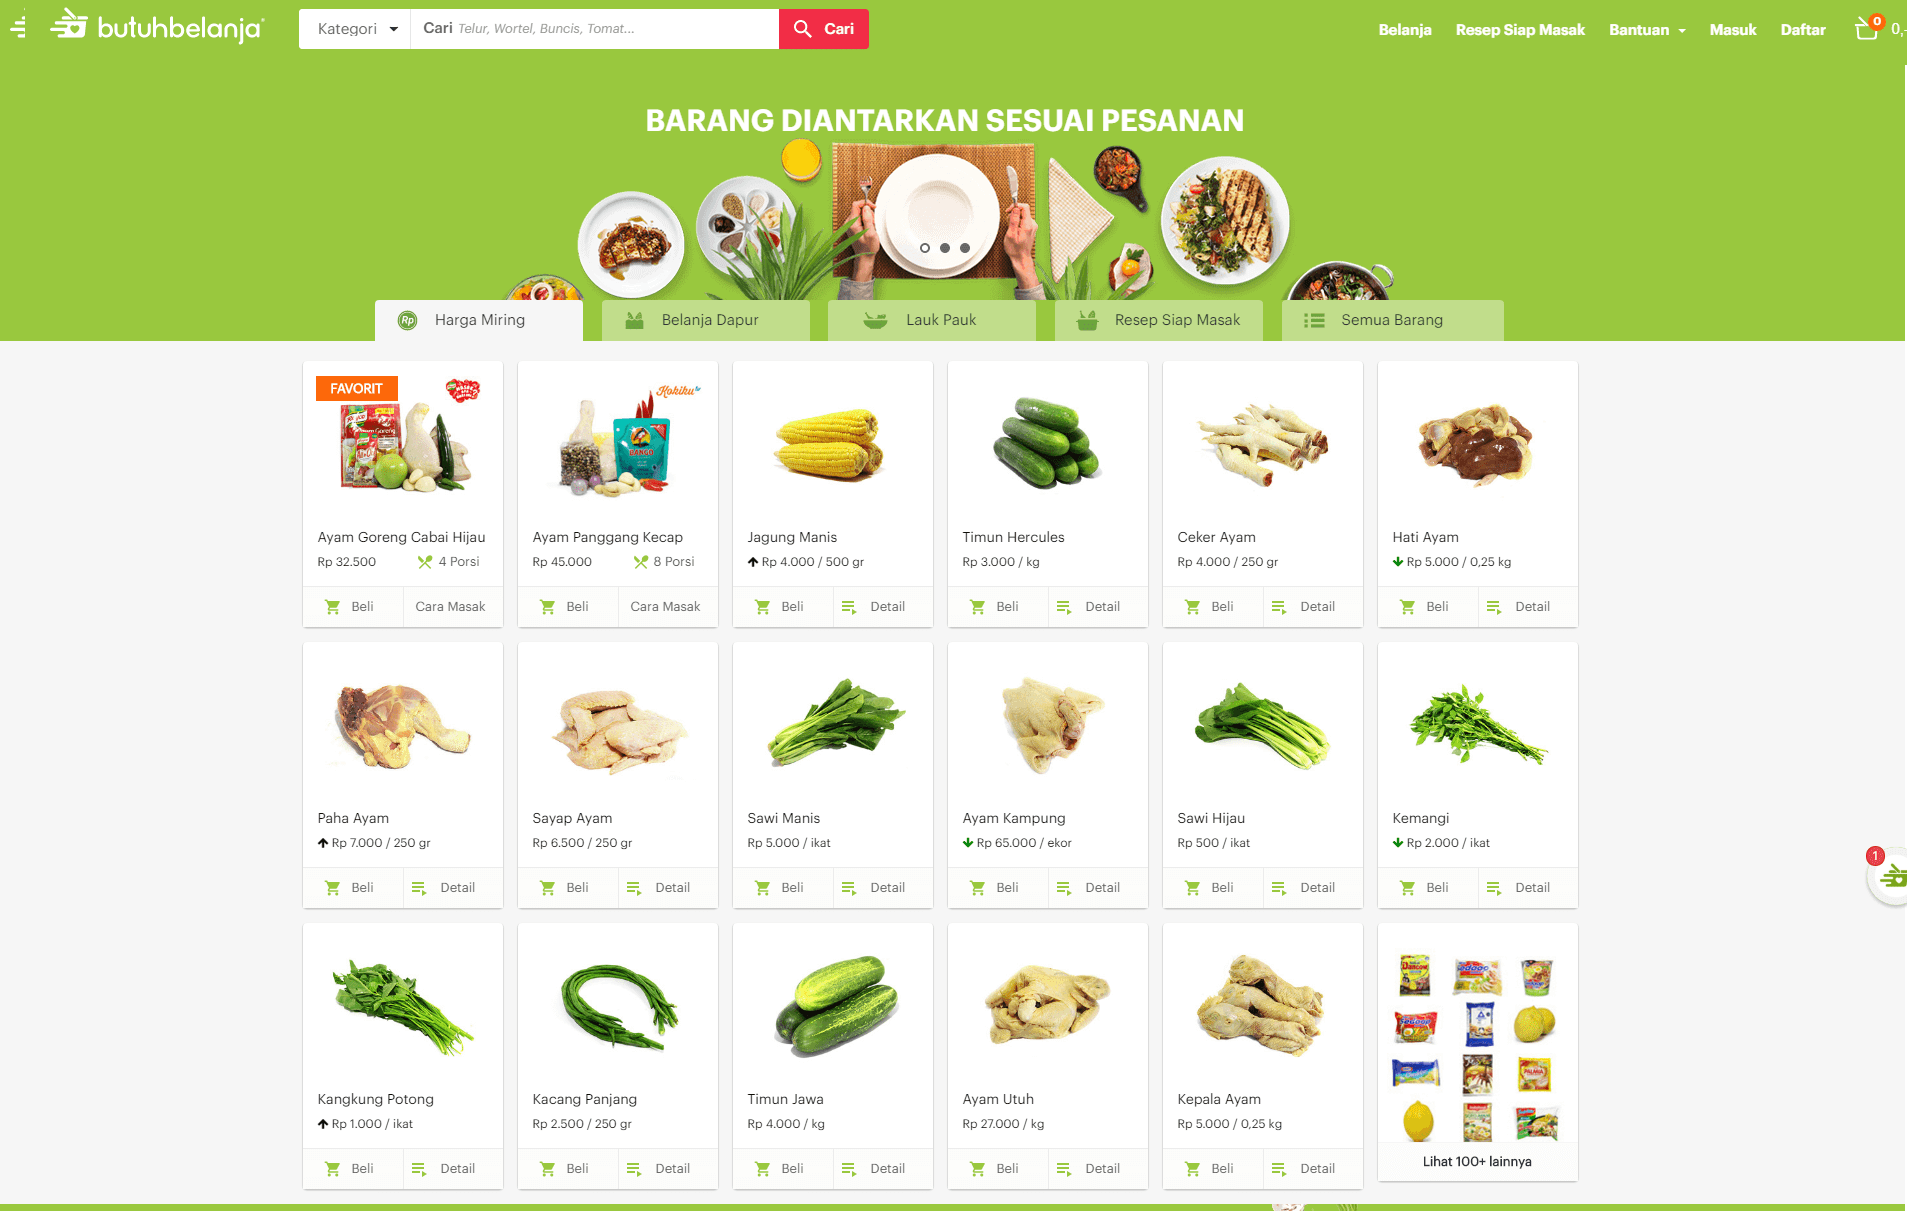 butuhbelanja
Kategori
Cari Telur, Wortel, Buncis, Tomat...
Cari
Belanja
Resep Siap Masak
Bantuan
Masuk
Daftar
0
0,-
BARANG DIANTARKAN SESUAI PESANAN
Rp Harga Miring
Belanja Dapur
Lauk Pauk
Resep Siap Masak
Semua Barang
FAVORIT
Kokiku
BANGO
Ayam Goreng Cabai Hijau
Rp 32.500
4 Porsi
Beli
Cara Masak
Ayam Panggang Kecap
Rp 45.000
8 Porsi
Beli
Cara Masak
Jagung Manis
Rp 4.000 / 500 gr
Beli
Detail
Timun Hercules
Rp 3.000 / kg
Beli
Detail
Ceker Ayam
Rp 4.000 / 250 gr
Beli
Detail
Hati Ayam
Rp 5.000 / 0,25 kg
Beli
Detail
Paha Ayam
Rp 7.000 / 250 gr
Beli
Detail
Sayap Ayam
Rp 6.500 / 250 gr
Beli
Detail
Sawi Manis
Rp 5.000 / ikat
Beli
Detail
Ayam Kampung
Rp 65.000 / ekor
Beli
Detail
Sawi Hijau
Rp 500 / ikat
Beli
Detail
Kemangi
Rp 2.000 / ikat
Beli
Detail
1
Kangkung Potong
Rp 1.000 / ikat
Beli
Detail
Kacang Panjang
Rp 2.500 / 250 gr
Beli
Detail
Timun Jawa
Rp 4.000 / kg
Beli
Detail
Ayam Utuh
Rp 27.000 / kg
Beli
Detail
Kepala Ayam
Rp 5.000 / 0,25 kg
Beli
Detail
Lihat 100+ lainnya